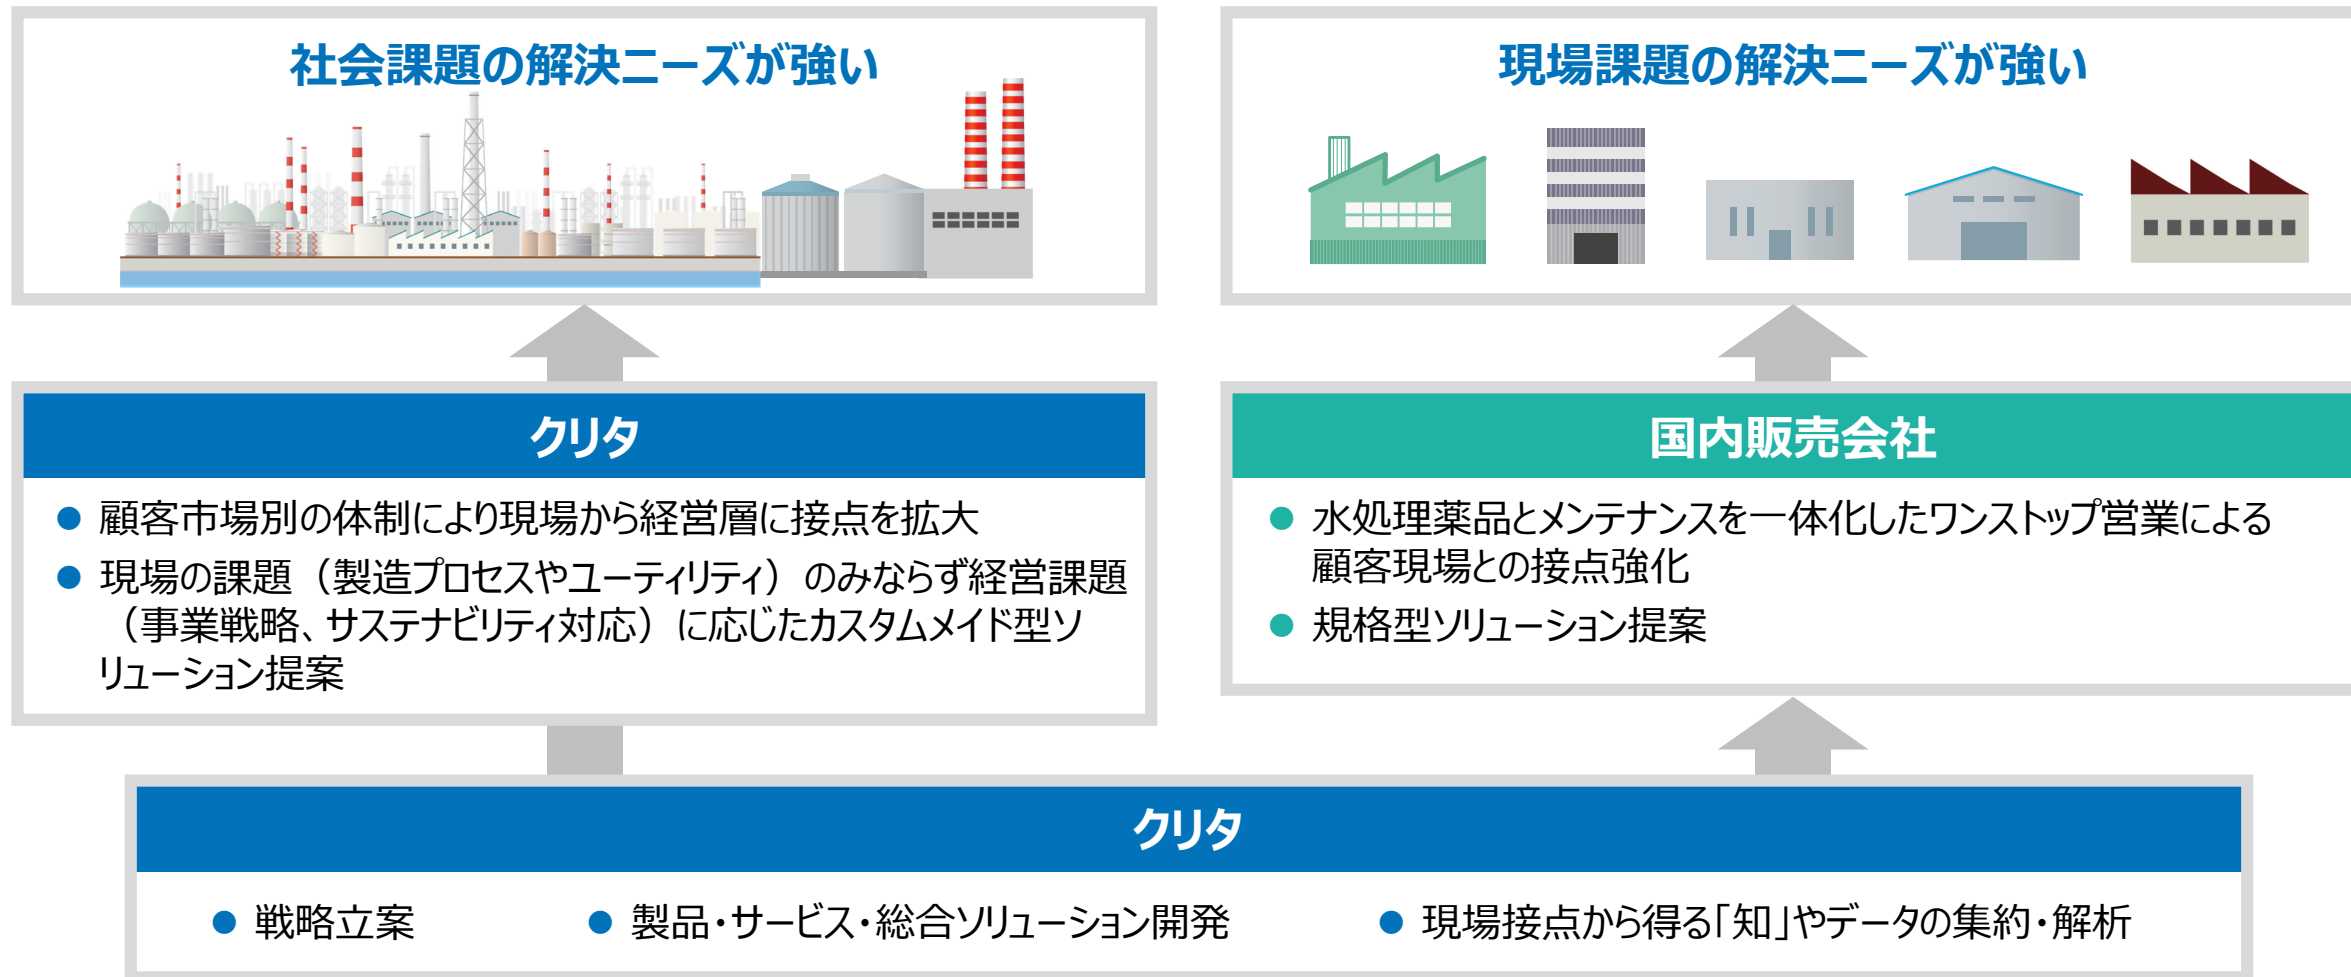 社会課題の解決ニーズが強い
現場課題の解決ニーズが強い
クリタ
● 顧客市場別の体制により現場から経営層に接点を拡大
● 現場の課題（製造プロセスやユーティリティ）のみならず経営課題
（事業戦略、サステナビリティ対応）に応じたカスタムメイド型ソ
リューション提案
国内販売会社
● 水処理薬品とメンテナンスを一体化したワンストップ営業による
顧客現場との接点強化
● 規格型ソリューション提案
クリタ
● 戦略立案 ● 製品・サービス・総合ソリューション開発 ● 現場接点から得る「知」やデータの集約・解析